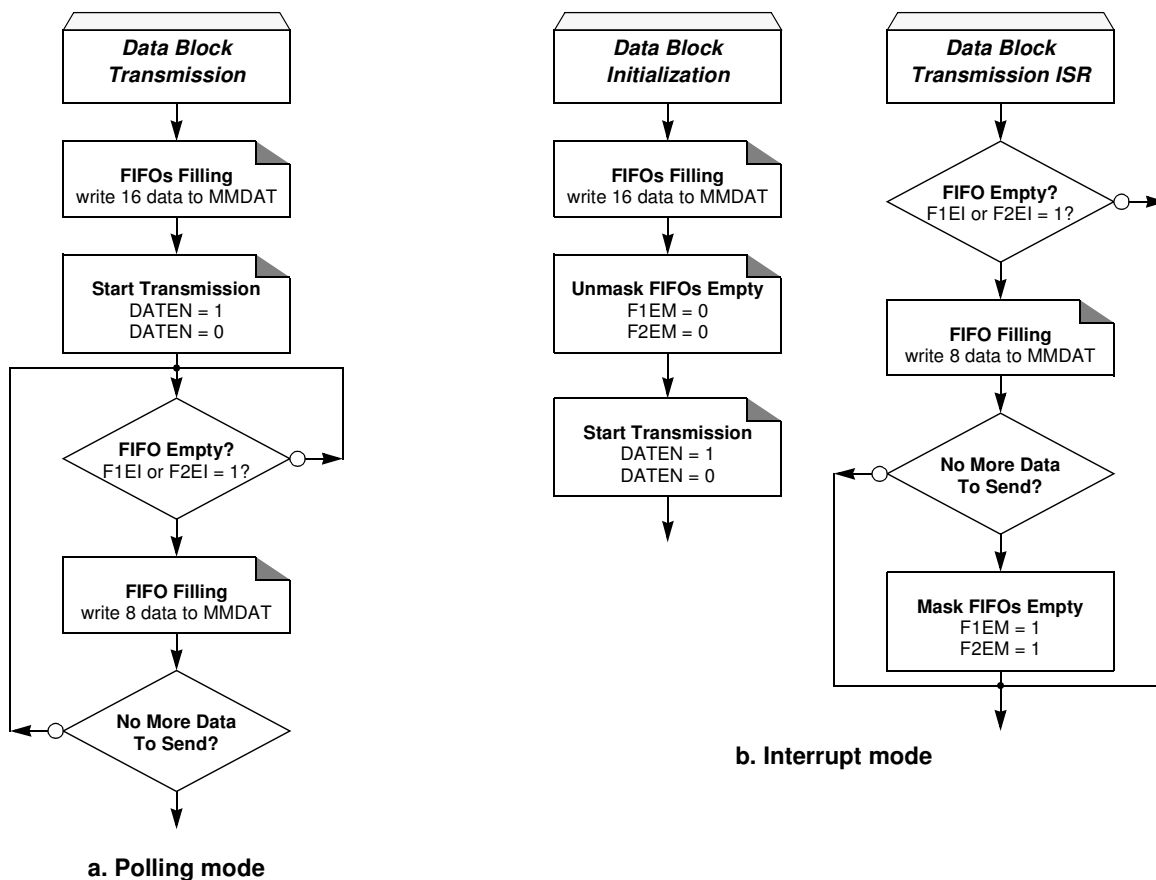 Data Block
Transmission
FIFOs Filling
write 16 data to MMDAT
Start Transmission
DATEN = 1
DATEN = 0
FIFO Empty?
F1EI or F2EI = 1?
FIFO Filling
write 8 data to MMDAT
No More Data
To Send?
a. Polling mode
Data Block
Initialization
FIFOs Filling
write 16 data to MMDAT
Unmask FIFOs Empty
F1EM = 0
F2EM = 0
Start Transmission
DATEN = 1
DATEN = 0
Data Block
Transmission ISR
FIFO Empty?
F1EI or F2EI = 1?
FIFO Filling
write 8 data to MMDAT
No More Data
To Send?
Mask FIFOs Empty
F1EM = 1
F2EM = 1
b. Interrupt mode